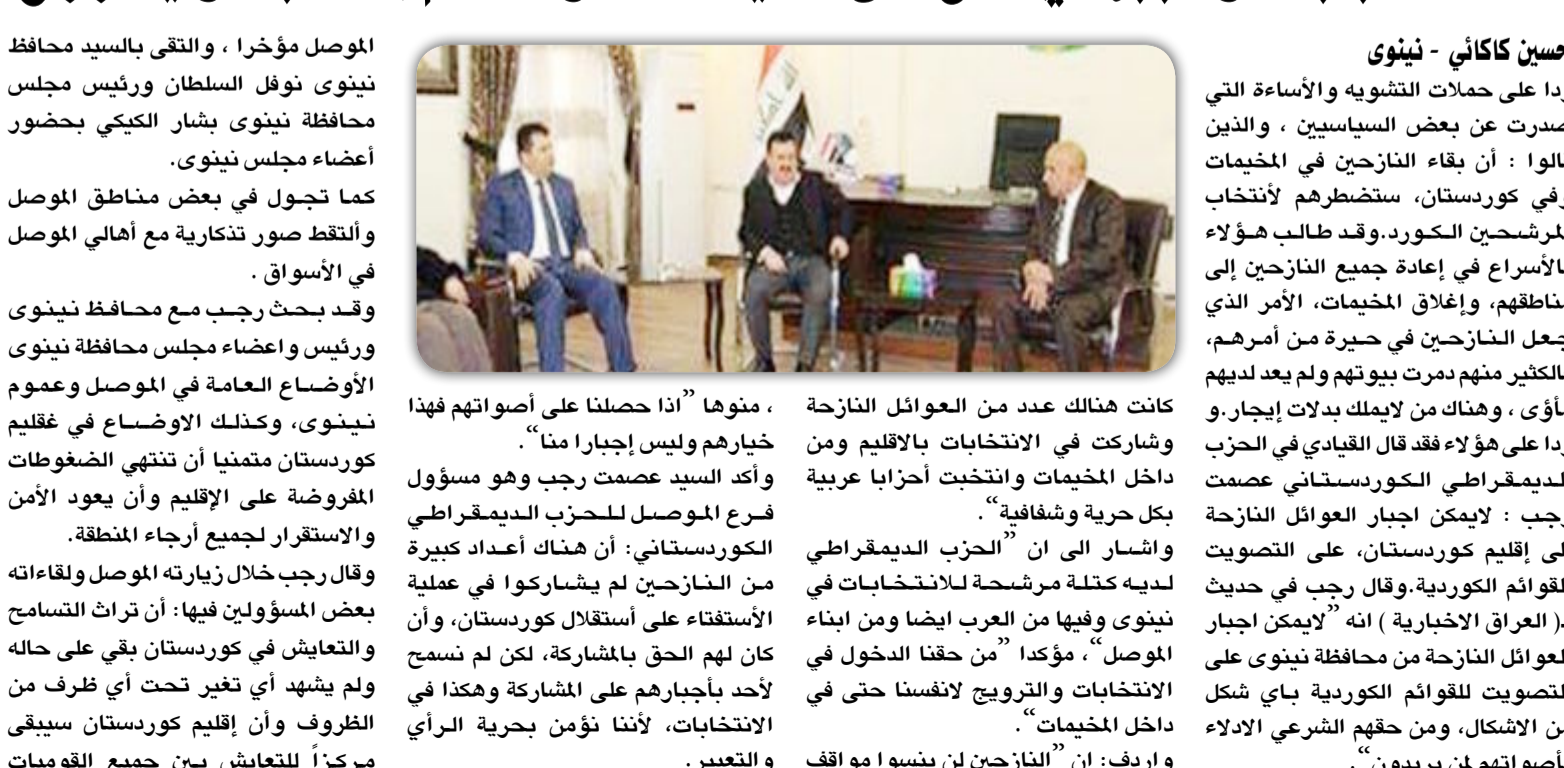 حسين كاكائي - نينوى
ردا على حملات التشويه والأساءة التي
صدرت عن بعض السياسيين ، والذين
قالوا : أن بقاء النازحين في المخيمات
وفي كوردستان، ستضطرهم لأنتخاب
المرشحين الكورد.وقد طالب هؤلاء
بالأسراع في إعادة جميع النازحين إلى
مناطقهم، وإغلاق المخيمات، الأمر الذي
جعل النازحين في حيرة من أمرهم،
فالكثير منهم دمرت بيوتهم ولم يعد لديهم
مأوى ، وهناك من لايملك بدلات إيجار.و
ردا على هؤلاء فقد قال القيادي في الحزب
الديمقراطي الكوردستاني عصمت
رجب : لايمكن اجبار العوائل النازحة
إلى إقليم كوردستان، على التصويت
للقوائم الكوردية.وقال رجب في حديث
( العراق الاخبارية ) انه ”لايمكن اجبار
العوائل النازحة من محافظة نينوى على
التصويت للقوائم الكوردية باي شكل
من الاشكال، ومن حقهم الشرعي الادلاء
بأصواتهم لمن يريدون“.
كانت هنالك عدد من العوائل النازحة
وشاركت في الانتخابات بالاقليم ومن
داخل المخيمات وانتخبت أحزابا عربية
بكل حرية وشفافية“.
واشار الى ان ”الحزب الديمقراطي
لديه كتلة مرشحة للانتخابات في
نينوى وفيها من العرب ايضا ومن ابناء
الموصل“، مؤكدا ”من حقنا الدخول في
الانتخابات والترويج لانفسنا حتى في
داخل المخيمات“.
واردف: ان ”النازحين لن ينسوا مواقف
، منوها ”اذا حصلنا على أصواتهم فهذا
خيارهم وليس إجبارا منا“.
وأكد السيد عصمت رجب وهو مسؤول
فرع الموصل للحزب الديمقراطي
الكوردستاني: أن هناك أعداد كبيرة
من النازحين لم يشاركوا في عملية
الأستفتاء على أستقلال كوردستان، وأن
كان لهم الحق بالمشاركة، لكن لم نسمح
لأحد بأجبارهم على المشاركة وهكذا في
الانتخابات، لأننا نؤمن بحرية الرأي
والتعبير.
الموصل مؤخرا ، والتقى بالسيد محافظ
نينوى نوفل السلطان ورئيس مجلس
محافظة نينوى بشار الكيكي بحضور
أعضاء مجلس نينوى.
كما تجول في بعض مناطق الموصل
وألتقط صور تذكارية مع أهالي الموصل
في الأسواق .
وقد بحث رجب مع محافظ نينوى
ورئيس واعضاء مجلس محافظة نينوى
الأوضاع العامة في الموصل وعموم
نينوى، وكذلك الاوضاع في غقليم
كوردستان متمنيا أن تنتهي الضغوطات
المفروضة على الإقليم وأن يعود الأمن
والاستقرار لجميع أرجاء المنطقة.
وقال رجب خلال زيارته الموصل ولقاءاته
بعض المسؤولين فيها: أن تراث التسامح
والتعايش في كوردستان بقي على حاله
ولم يشهد أي تغير تحت أي ظرف من
الظروف وأن إقليم كوردستان سيبقى
مركزاً للتعايش بين جميع القوميات